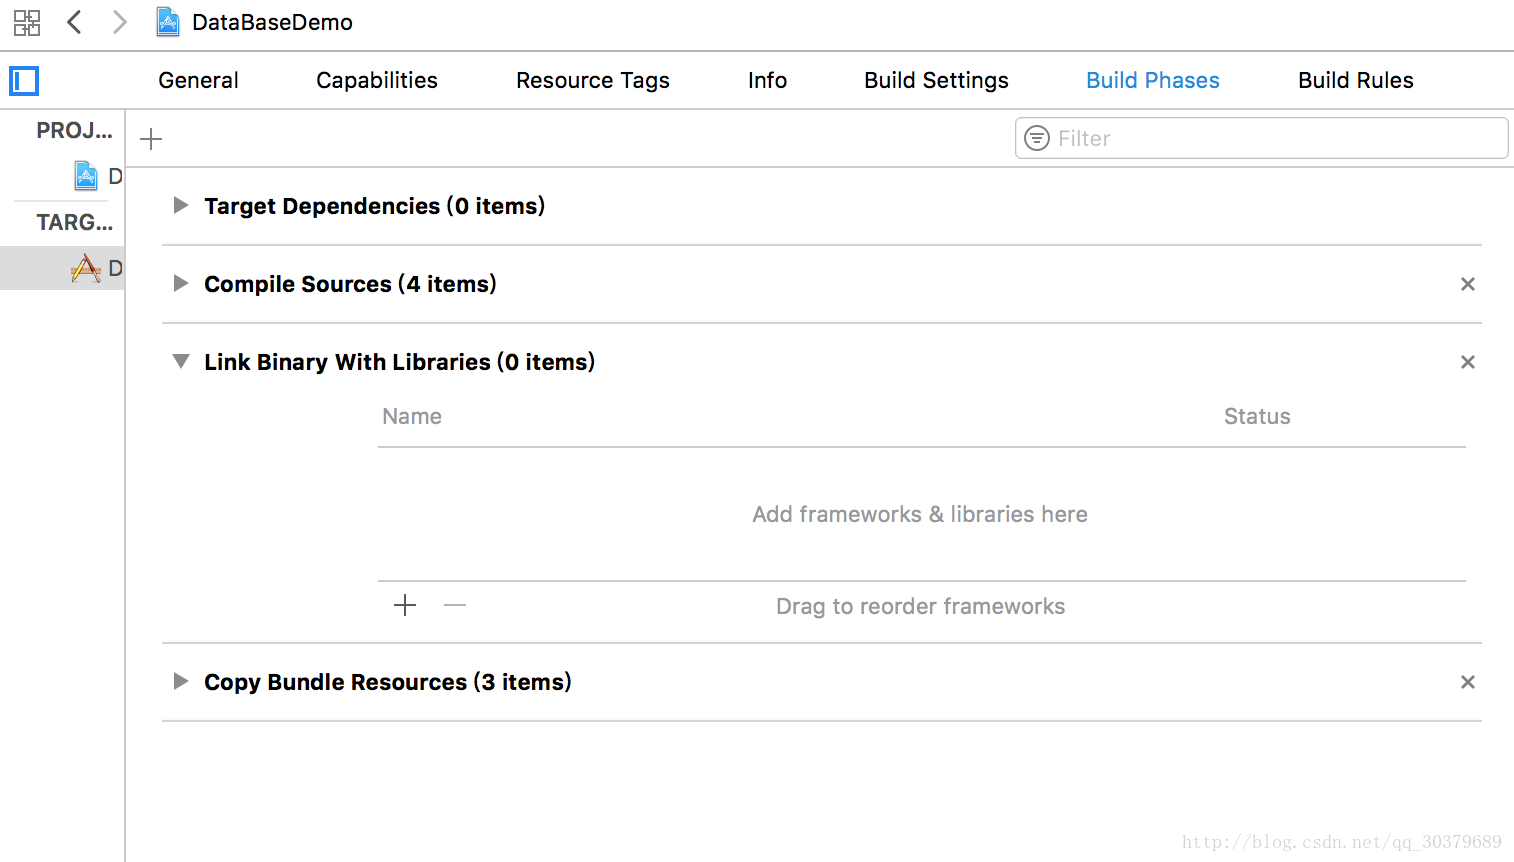 DataBaseDemo
General Capabilities Resource Tags Info Build Settings Build Phases Build Rules
PROJ...
Filter
D
Target Dependencies (0 items)
TARG...
D
Compile Sources (4 items)
Link Binary With Libraries (0 items)
Name Status
Add frameworks & libraries here
Drag to reorder frameworks
Copy Bundle Resources (3 items)
http://blog.csdn.net/qq_30379689